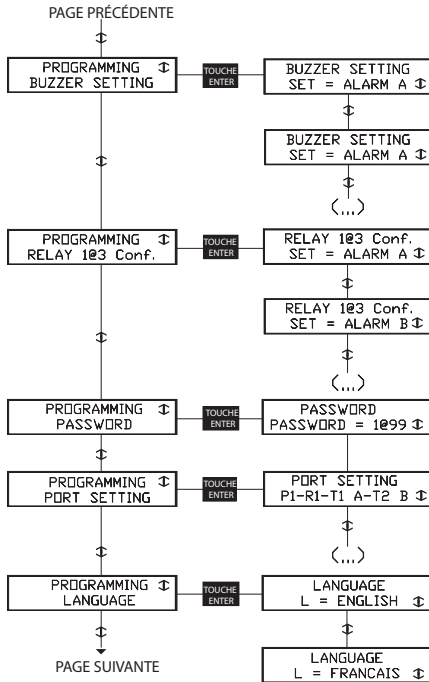 PAGE PRÉCÉDENTE
PROGRAMMING
BUZZER SETTING
TOUCHE
ENTER
BUZZER SETTING
SET = ALARM A
BUZZER SETTING
SET = ALARM A
(...)
PROGRAMMING
RELAY 1@3 Conf.
TOUCHE
ENTER
RELAY 1@3 Conf.
SET = ALARM A
RELAY 1@3 Conf.
SET = ALARM B
(...)
PROGRAMMING
PASSWORD
TOUCHE
ENTER
PASSWORD
PASSWORD = 1@99
PROGRAMMING
PORT SETTING
TOUCHE
ENTER
PORT SETTING
P1-R1-T1 A-T2 B
(...)
PROGRAMMING
LANGUAGE
TOUCHE
ENTER
LANGUAGE
L = ENGLISH
LANGUAGE
L = FRANCAIS
PAGE SUIVANTE